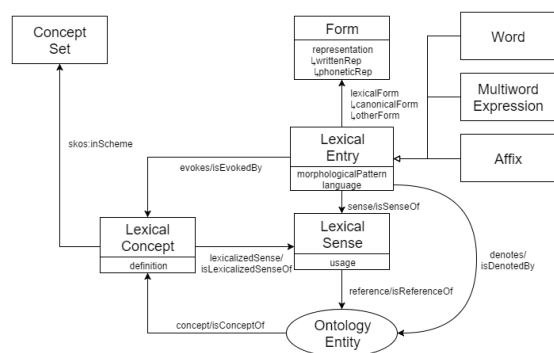 Concept
Set
Form
representation
↳writtenRep
↳phoneticRep
Word
Multiword
Expression
Affix
lexicalForm
↳canonicalForm
↳otherForm
skos:inScheme
evokes/isEvokedBy
Lexical
Entry
morphologicalPattern
language
sense/isSenseOf
Lexical
Concept
definition
lexicalizedSense/
isLexicalizedSenseOf
Lexical
Sense
usage
denotes/
isDenotedBy
reference/isReferenceOf
concept/isConceptOf
Ontology
Entity